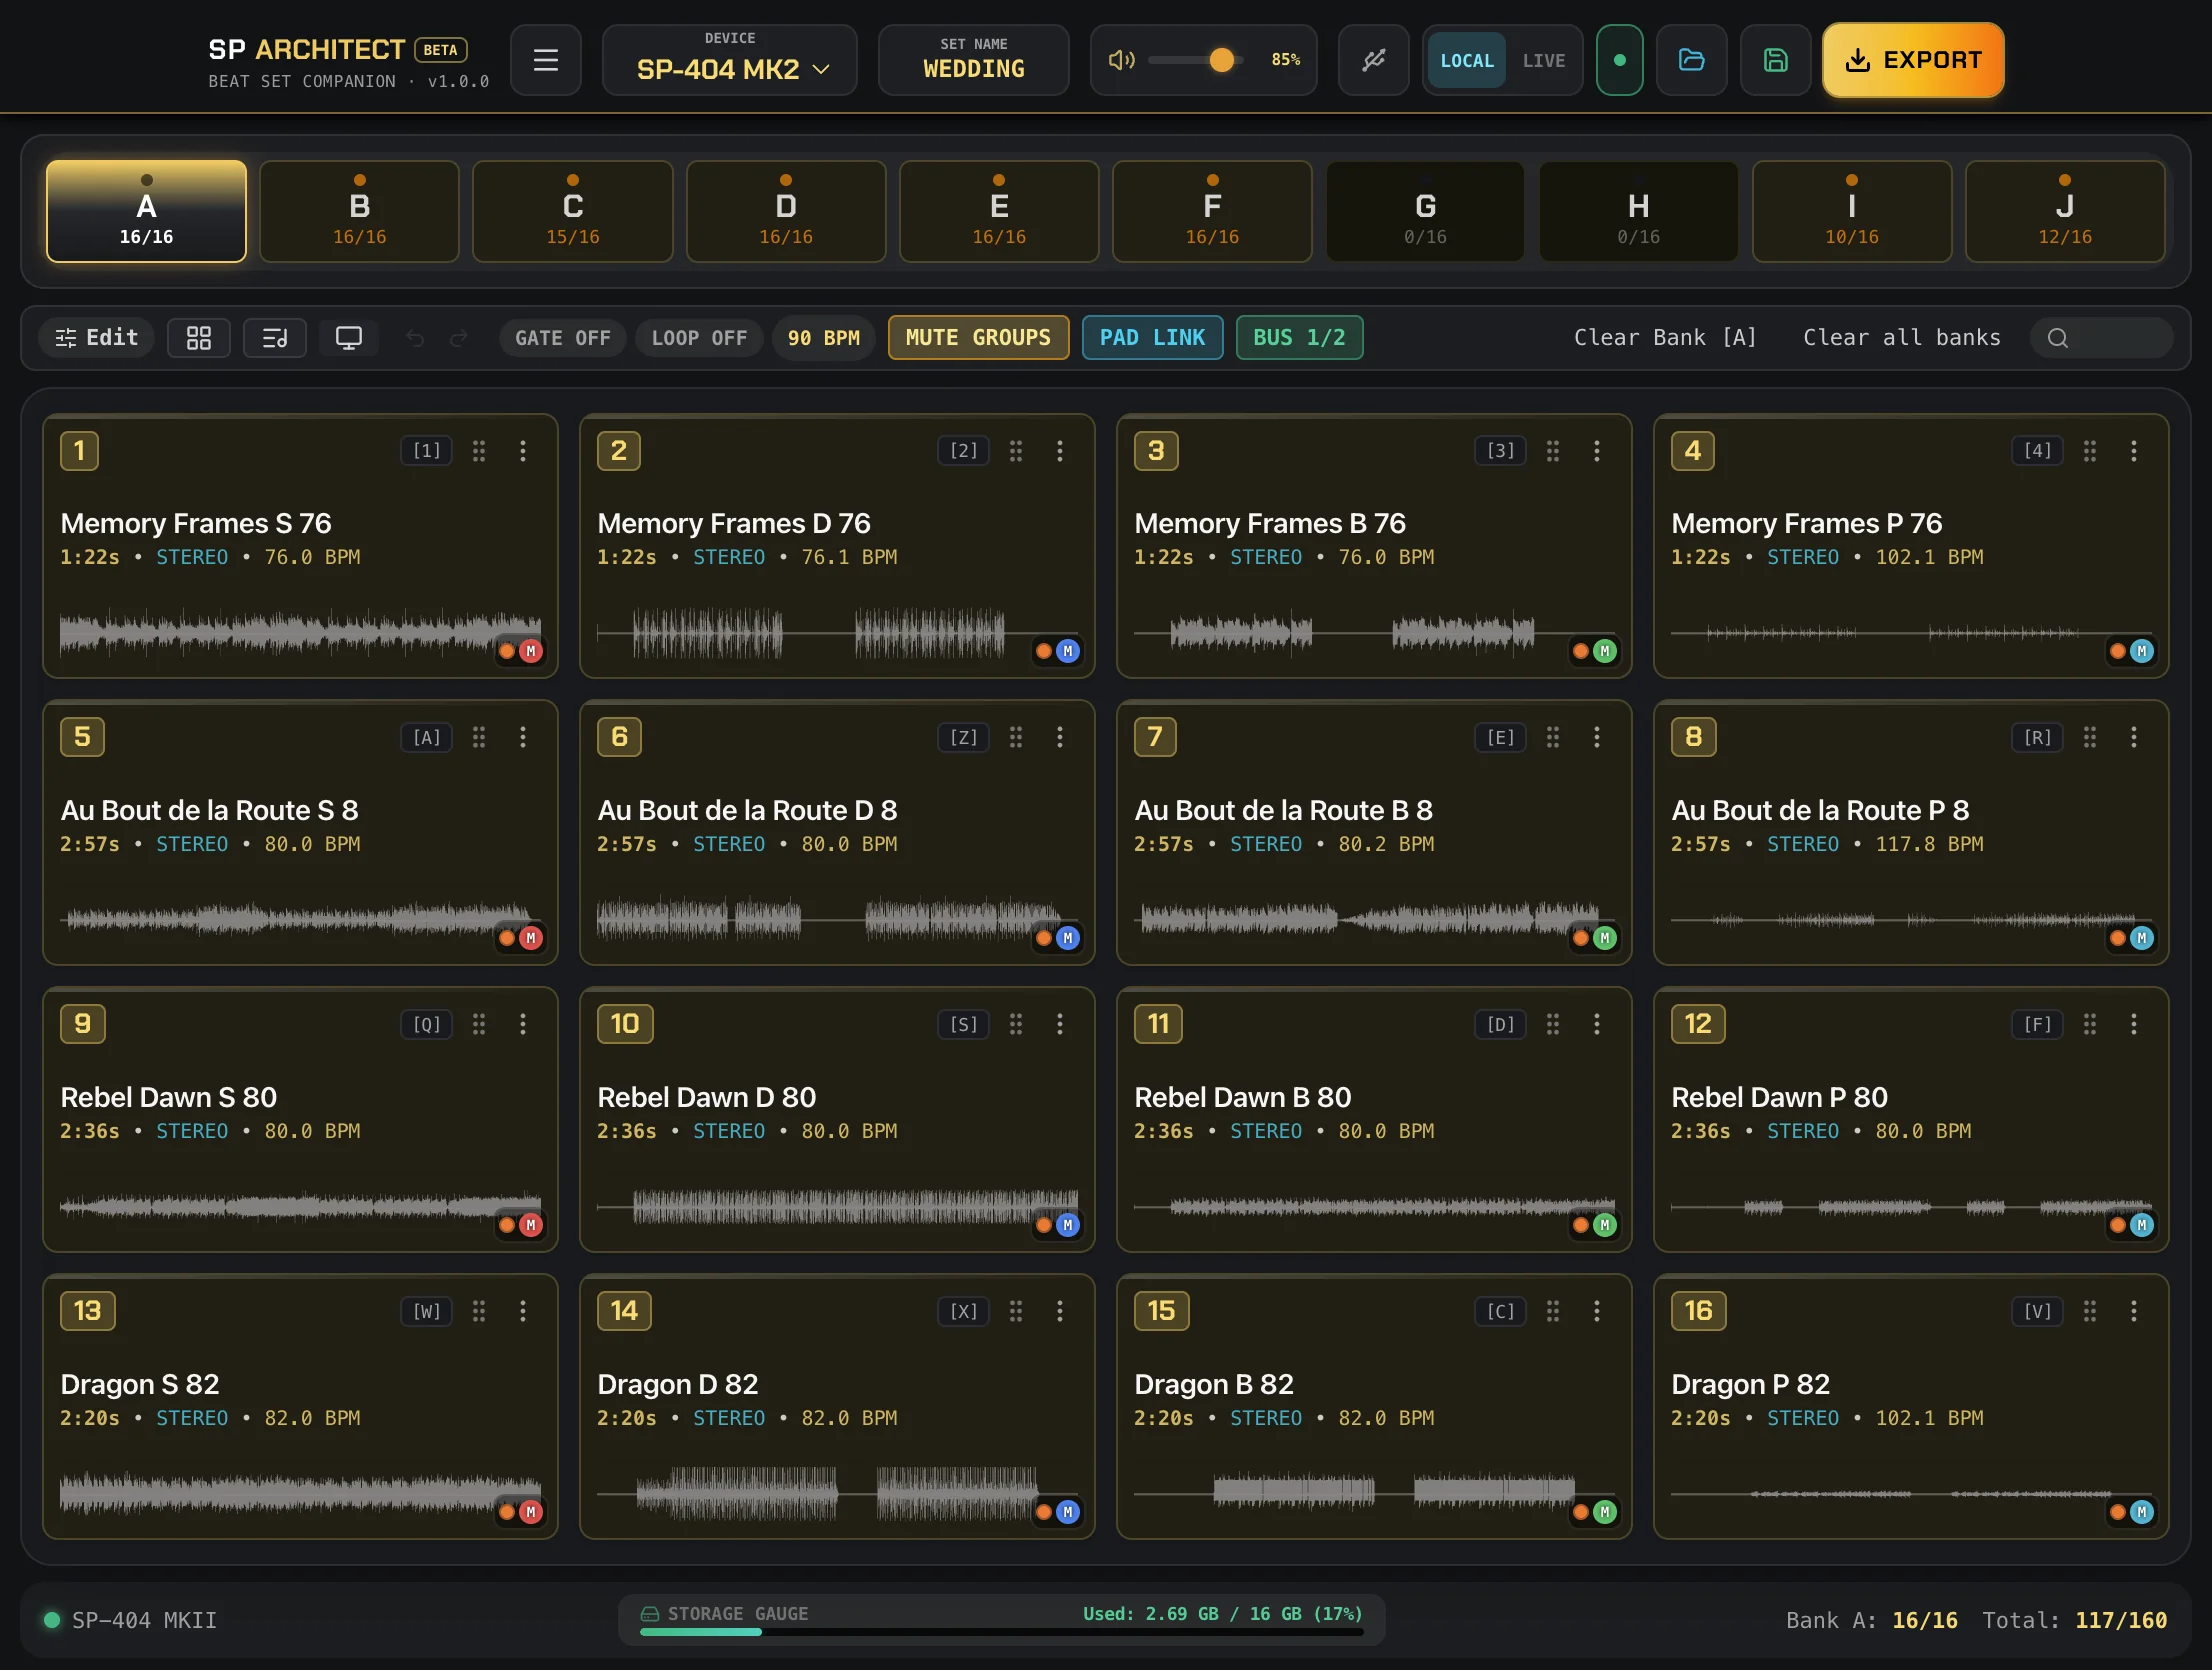 SP ARCHITECT BETA
BEAT SET COMPANION · v1.0.0
DEVICE
SP-404 MK2
SET NAME
WEDDING
85%
LOCAL LIVE
EXPORT
A B C D E F G H I J
16/16 16/16 15/16 16/16 16/16 16/16 0/16 0/16 10/16 12/16
Edit GATE OFF LOOP OFF 90 BPM MUTE GROUPS PAD LINK BUS 1/2 Clear Bank [A] Clear all banks
1 [1] 2 [2] 3 [3] 4 [4]
Memory Frames S 76 Memory Frames D 76 Memory Frames B 76 Memory Frames P 76
1:22s • STEREO • 76.0 BPM 1:22s • STEREO • 76.1 BPM 1:22s • STEREO • 76.0 BPM 1:22s • STEREO • 102.1 BPM
M M M M
5 [A] 6 [Z] 7 [E] 8 [R]
Au Bout de la Route S 8 Au Bout de la Route D 8 Au Bout de la Route B 8 Au Bout de la Route P 8
2:57s • STEREO • 80.0 BPM 2:57s • STEREO • 80.0 BPM 2:57s • STEREO • 80.2 BPM 2:57s • STEREO • 117.8 BPM
M M M M
9 [Q] 10 [S] 11 [D] 12 [F]
Rebel Dawn S 80 Rebel Dawn D 80 Rebel Dawn B 80 Rebel Dawn P 80
2:36s • STEREO • 80.0 BPM 2:36s • STEREO • 80.0 BPM 2:36s • STEREO • 80.0 BPM 2:36s • STEREO • 80.0 BPM
M M M M
13 [W] 14 [X] 15 [C] 16 [V]
Dragon S 82 Dragon D 82 Dragon B 82 Dragon P 82
2:20s • STEREO • 82.0 BPM 2:20s • STEREO • 82.0 BPM 2:20s • STEREO • 82.0 BPM 2:20s • STEREO • 102.1 BPM
M M M M
SP-404 MKII STORAGE GAUGE Used: 2.69 GB / 16 GB (17%) Bank A: 16/16 Total: 117/160